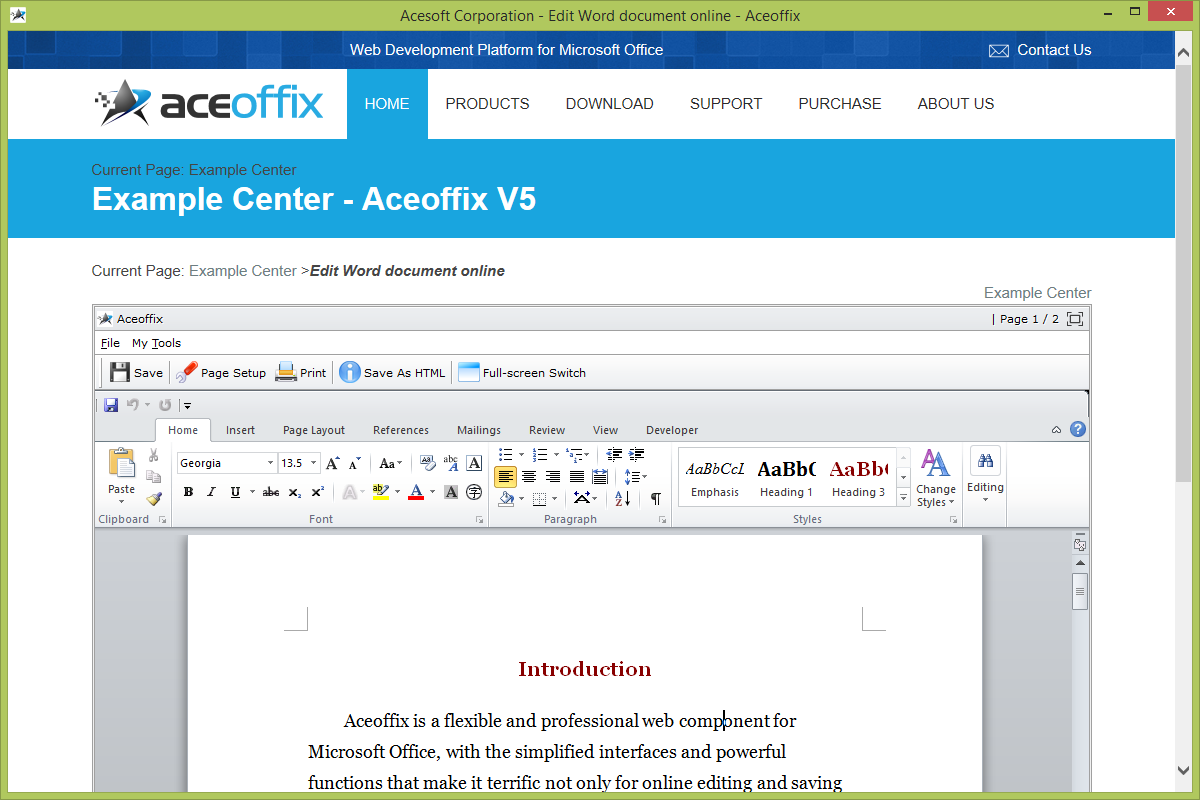 Acesoft Corporation - Edit Word document online - Aceoffix
Web Development Platform for Microsoft Office
Contact Us
aceoffix
HOME PRODUCTS DOWNLOAD SUPPORT PURCHASE ABOUT US
Current Page: Example Center
Example Center - Aceoffix V5
Current Page: Example Center >Edit Word document online
Example Center
Aceoffix
| Page 1 / 2
File My Tools
Save Page Setup Print Save As HTML Full-screen Switch
Home Insert Page Layout References Mailings Review View Developer
Georgia 13.5
Paste
AaBbCcI AaBbC AaBb(
Emphasis Heading 1 Heading 3
Change Styles
Editing
Clipboard Font Paragraph Styles
Introduction
Aceoffix is a flexible and professional web component for
Microsoft Office, with the simplified interfaces and powerful
functions that make it terrific not only for online editing and saving